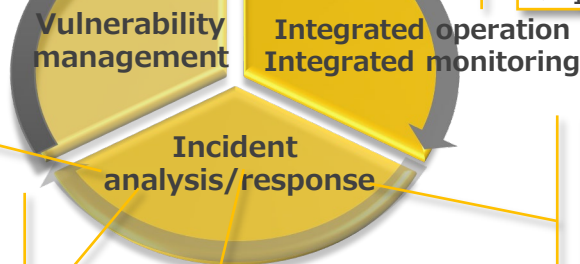 Vulnerability
management
Integrated operation
Integrated monitoring
Incident
analysis/response